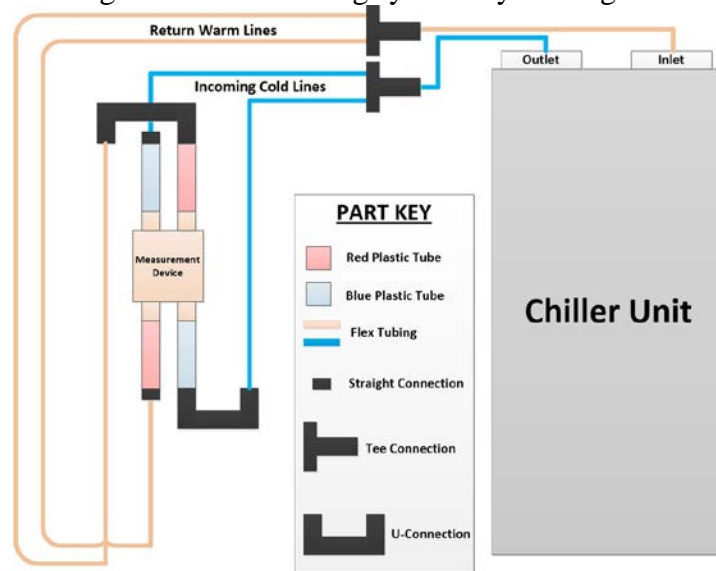 Return Warm Lines
Outlet
Inlet
Incoming Cold Lines
PART KEY
Measurement
Device
Red Plastic Tube
Blue Plastic Tube
Chiller Unit
Flex Tubing
Straight Connection
Tee Connection
U-Connection